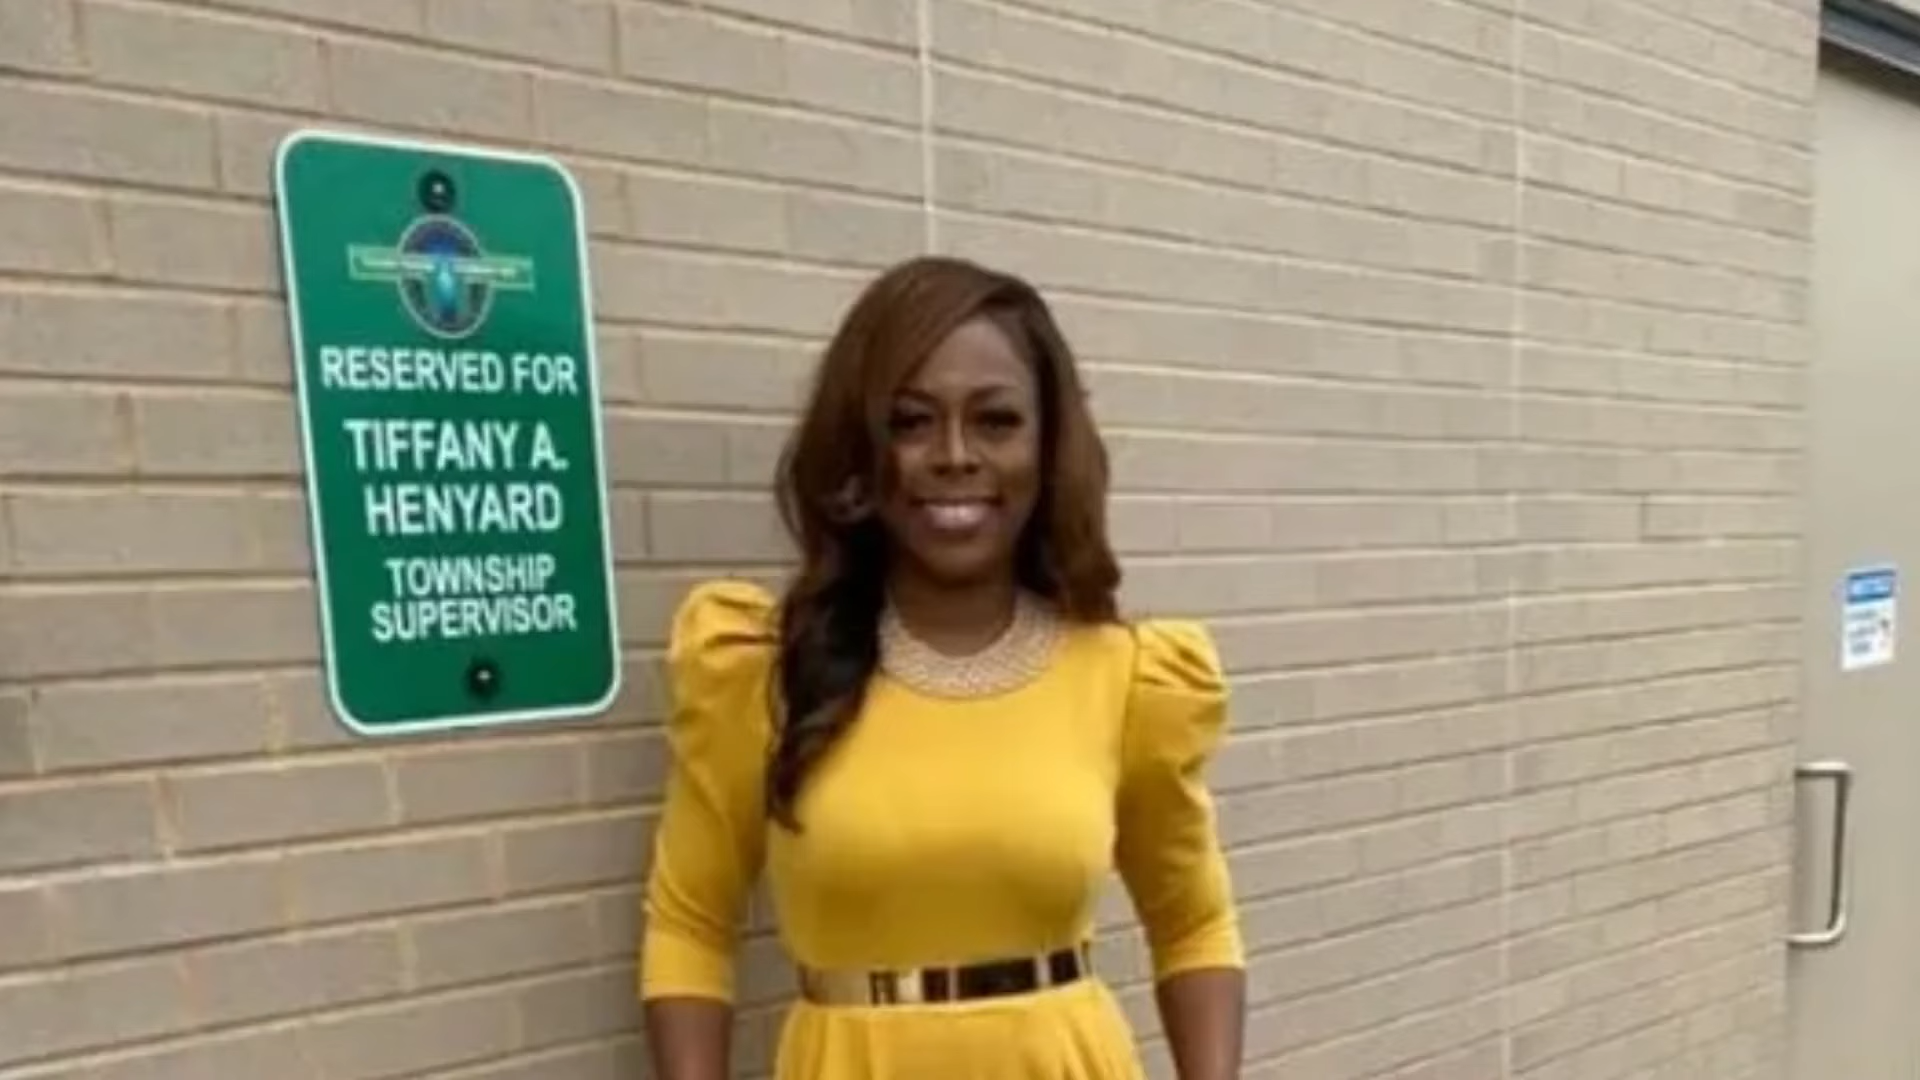 RESERVED FOR
TIFFANY A.
HENYARD
TOWNSHIP
SUPERVISOR